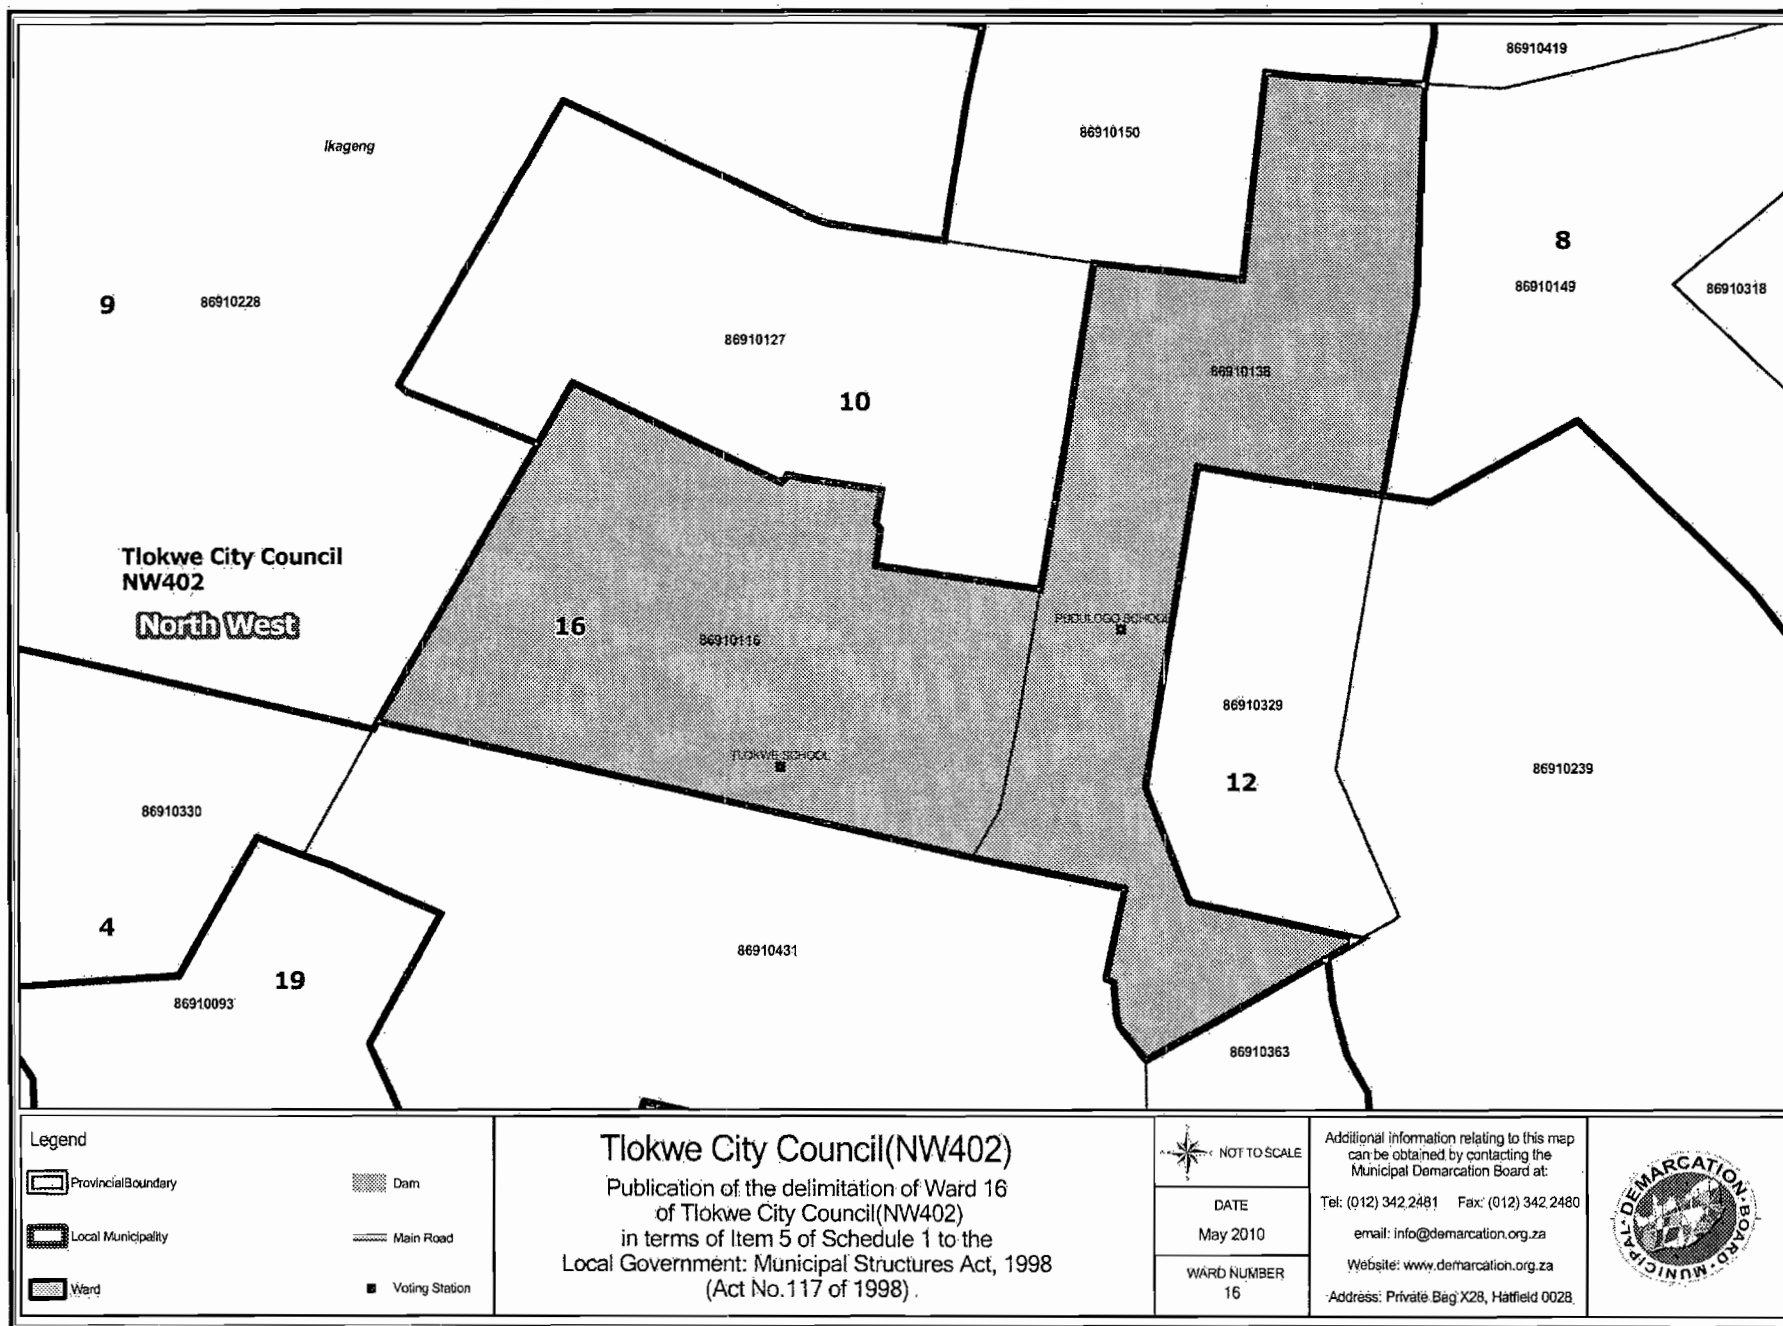 86910419
86910150
Ikageng
8
9
86910228
86910149
86910318
86910127
86910138
10
Tlokwe City Council
NW402
North West
16
86910116
TLOKWE SCHOOL
86910329
12
86910239
86910330
4
86910431
19
86910093
86910363
Legend
ProvincialBoundary
Dam
Local Municipality
Main Road
Ward
Voting Station
Tlokwe City Council(NW402)
Publication of the delimitation of Ward 16
of Tlokwe City Council(NW402)
in terms of Item 5 of Schedule 1 to the
Local Government: Municipal Structures Act, 1998
(Act No.117 of 1998).
NOT TO SCALE
DATE
May 2010
WARD NUMBER
16
Additional information relating to this map
can be obtained by contacting the
Municipal Demarcation Board at:
Tel: (012) 342 2481 Fax: (012) 342 2480
email: info@demarcation.org.za
Website: www.demarcation.org.za
Address: Private Bag X28, Hatfield 0028
MUNICIPAL DEMARCATION BOARD